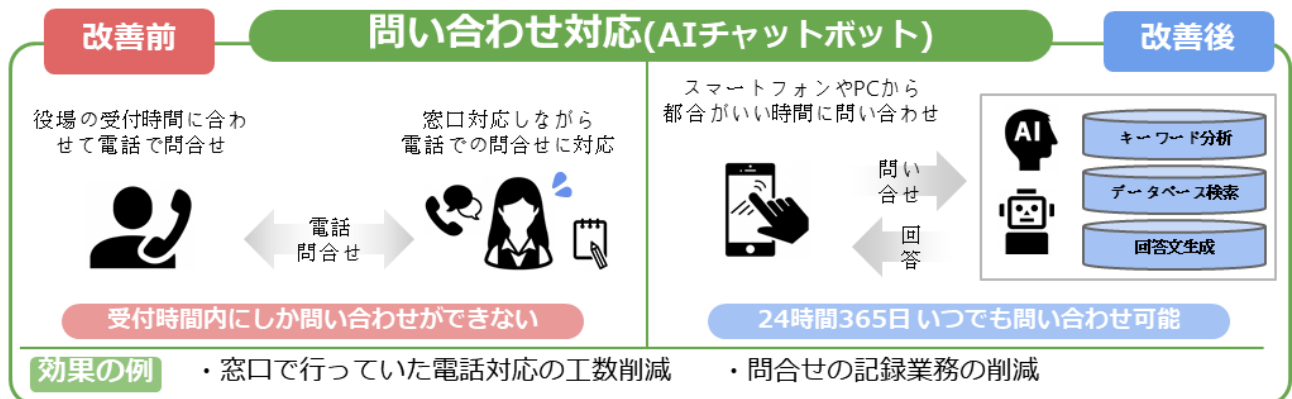 改善前
問い合わせ対応(AIチャットボット)
改善後
役場の受付時間に合わ
せて電話で問合せ
窓口対応しながら
電話での問合せに対応
電話
問合せ
受付時間内にしか問い合わせができない
スマートフォンやPCから
都合がいい時間に問い合わせ
問い
合せ
回
答
AI
キーワード分析
データベース検索
回答文生成
24時間365日 いつでも問い合わせ可能
効果の例
・窓口で行っていた電話対応の工数削減
・問合せの記録業務の削減